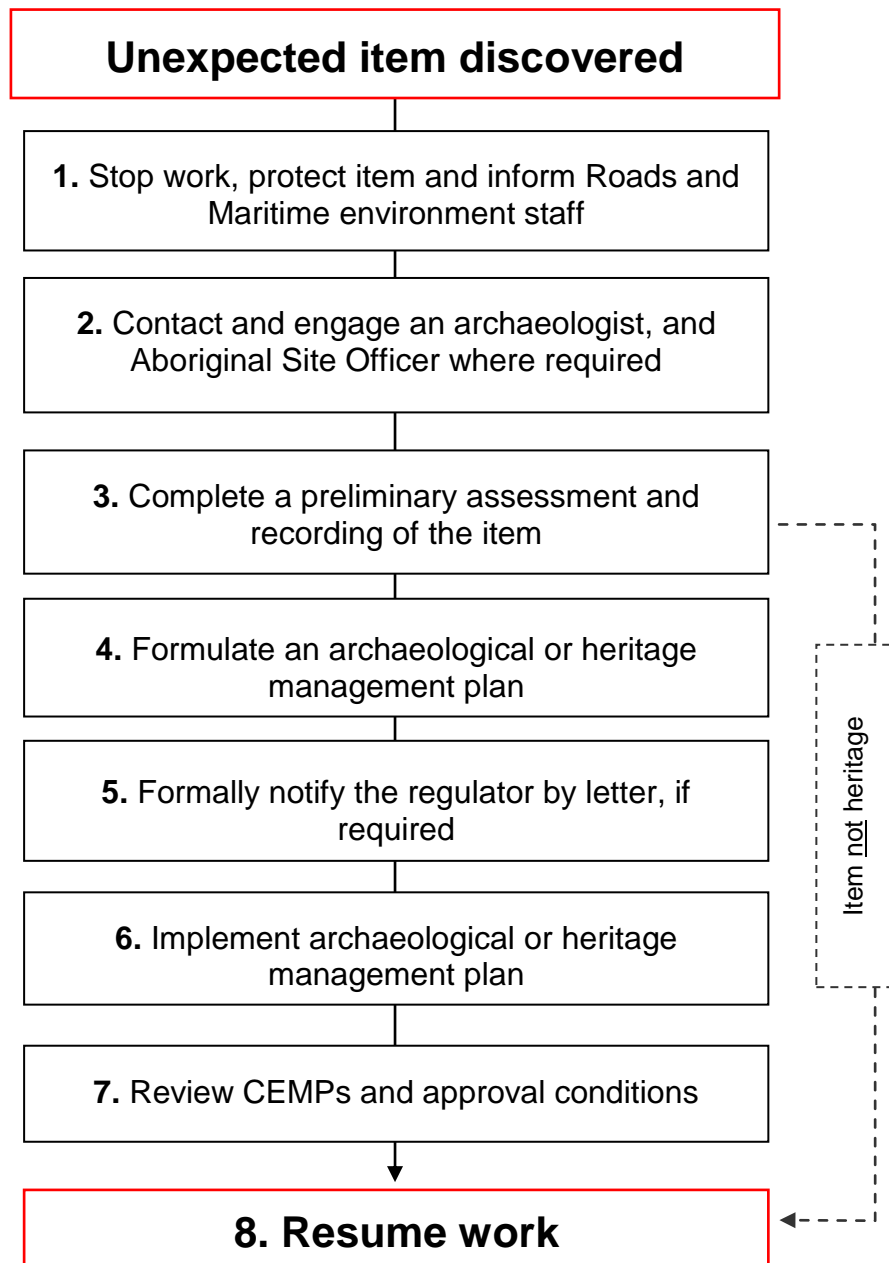 Unexpected item discovered
1. Stop work, protect item and inform Roads and
Maritime environment staff
2. Contact and engage an archaeologist, and
Aboriginal Site Officer where required
3. Complete a preliminary assessment and
recording of the item
4. Formulate an archaeological or heritage
management plan
5. Formally notify the regulator by letter, if
required
6. Implement archaeological or heritage
management plan
7. Review CEMPs and approval conditions
8. Resume work
Item not heritage